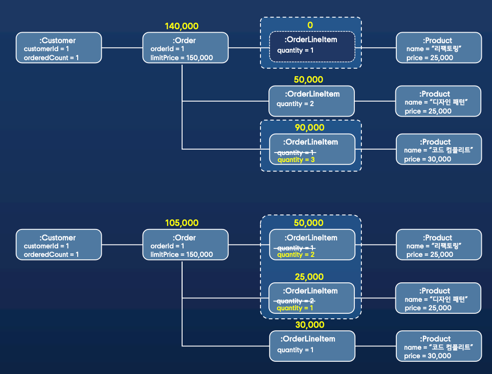 140,000
0
:Customer
customerId = 1
orderedCount = 1
:Order
orderId = 1
limitPrice = 150,000
:OrderLineItem
quantity = 1
:Product
name = "리팩토링"
price = 25,000
50,000
:OrderLineItem
quantity = 2
:Product
name = "디자인 패턴"
price = 25,000
90,000
:OrderLineItem
quantity = 1
quantity = 3
:Product
name = "코드 컴플리트"
price = 30,000
105,000
50,000
:Customer
customerId = 1
orderedCount = 1
:Order
orderId = 1
limitPrice = 150,000
:OrderLineItem
quantity = 1
quantity = 2
:Product
name = "리팩토링"
price = 25,000
25,000
:OrderLineItem
quantity = 2
quantity = 1
:Product
name = "디자인 패턴"
price = 25,000
30,000
:OrderLineItem
quantity = 1
:Product
name = "코드 컴플리트"
price = 30,000